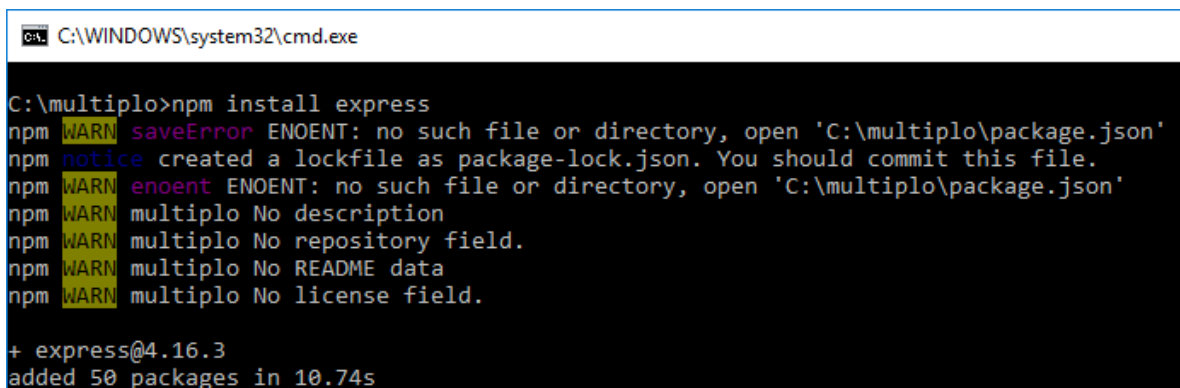 C:\WINDOWS\system32\cmd.exe
C:\multiplo>npm install express
npm WARN saveError ENOENT: no such file or directory, open 'C:\multiplo\package.json'
npm notice created a lockfile as package-lock.json. You should commit this file.
npm WARN enoent ENOENT: no such file or directory, open 'C:\multiplo\package.json'
npm WARN multiplo No description
npm WARN multiplo No repository field.
npm WARN multiplo No README data
npm WARN multiplo No license field.
+ express@4.16.3
added 50 packages in 10.74s